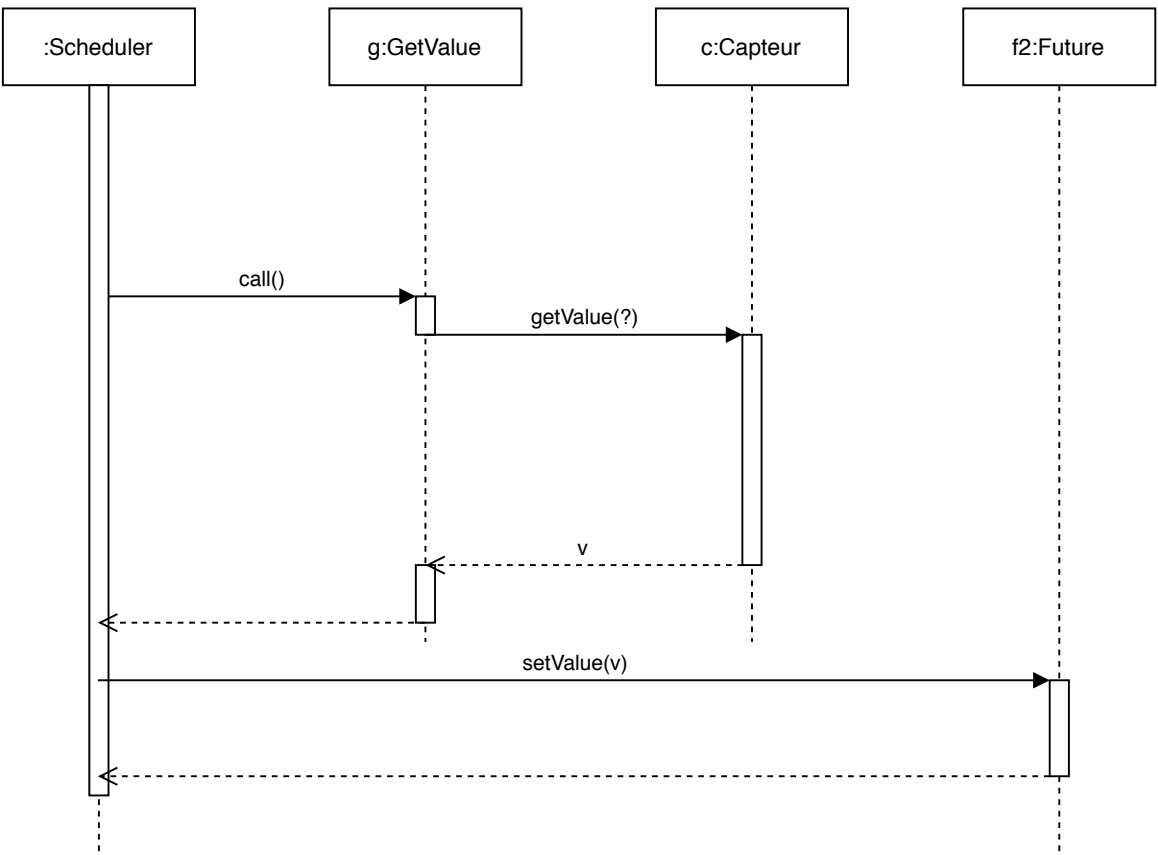 :Scheduler
g:GetValue
c:Capteur
f2:Future
call()
getValue(?)
v
setValue(v)